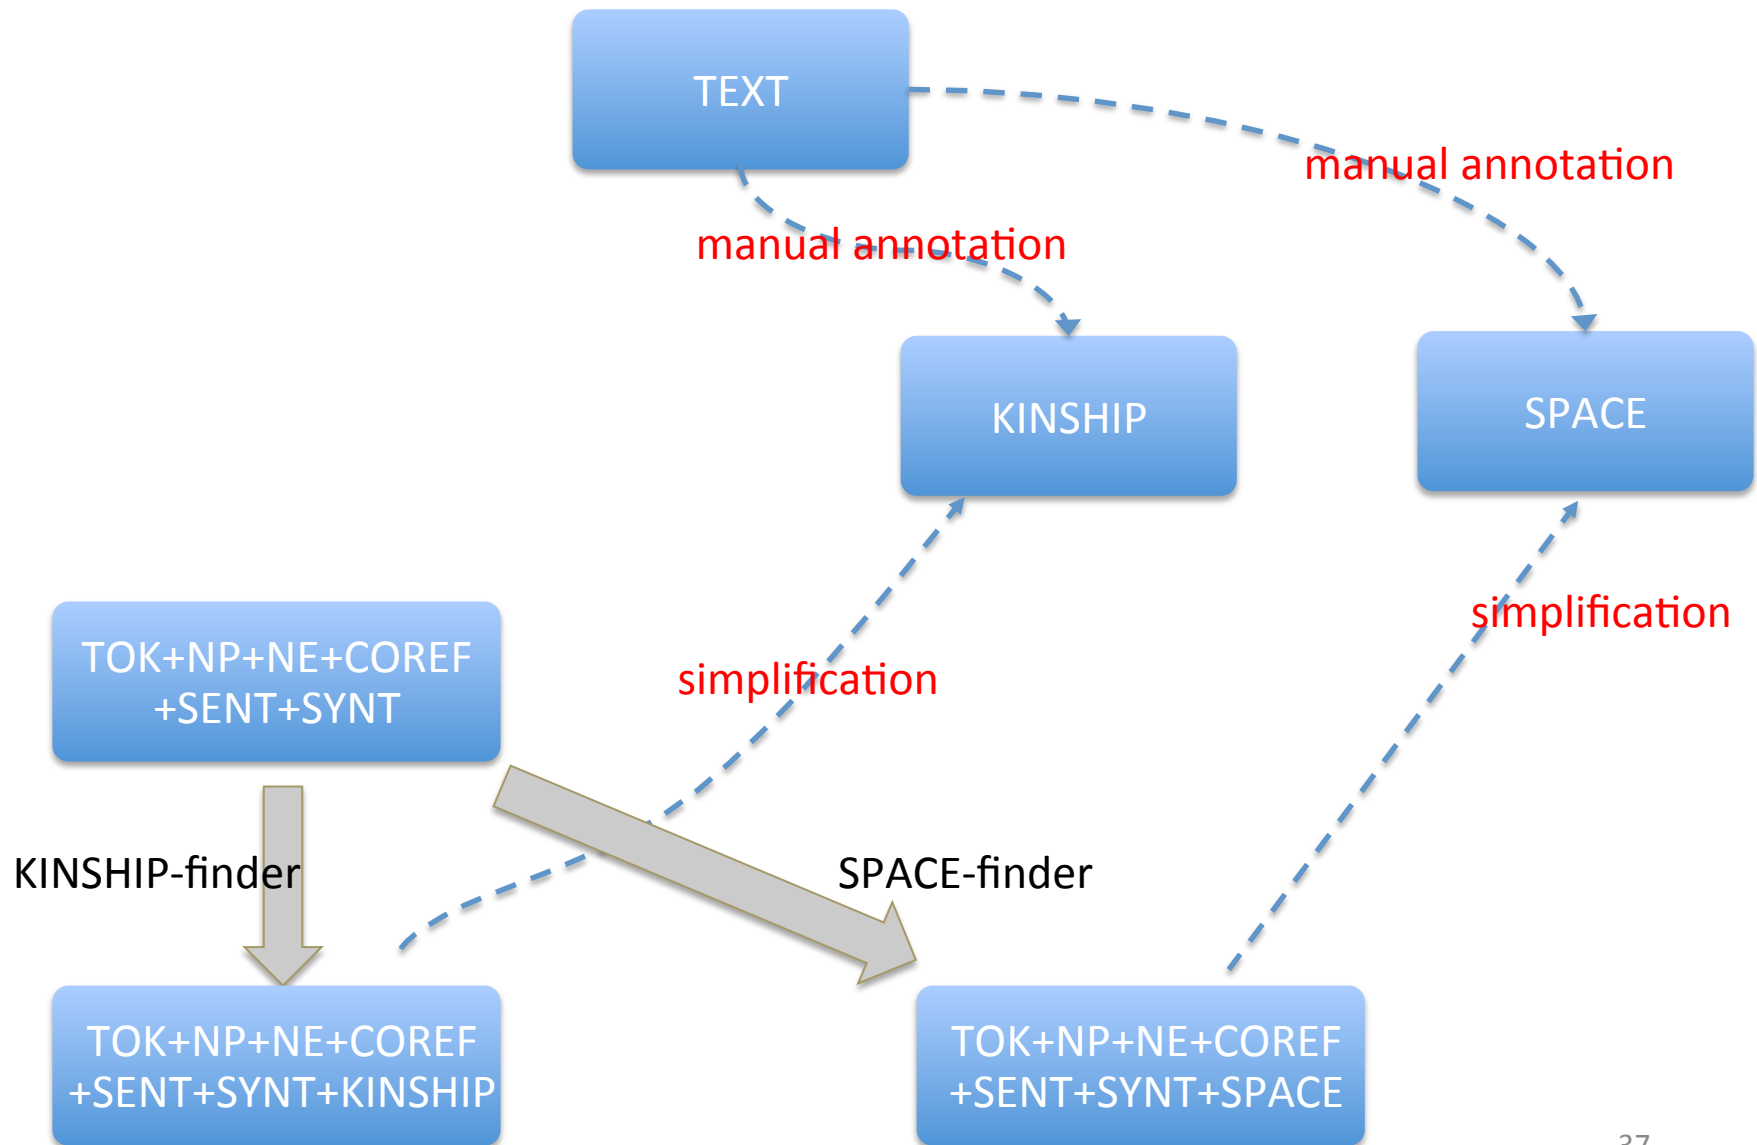 TEXT
manual annotation
manual annotation
KINSHIP
SPACE
TOK+NP+NE+COREF
+SENT+SYNT
simplification
simplification
KINSHIP-finder
SPACE-finder
TOK+NP+NE+COREF
+SENT+SYNT+KINSHIP
TOK+NP+NE+COREF
+SENT+SYNT+SPACE
37